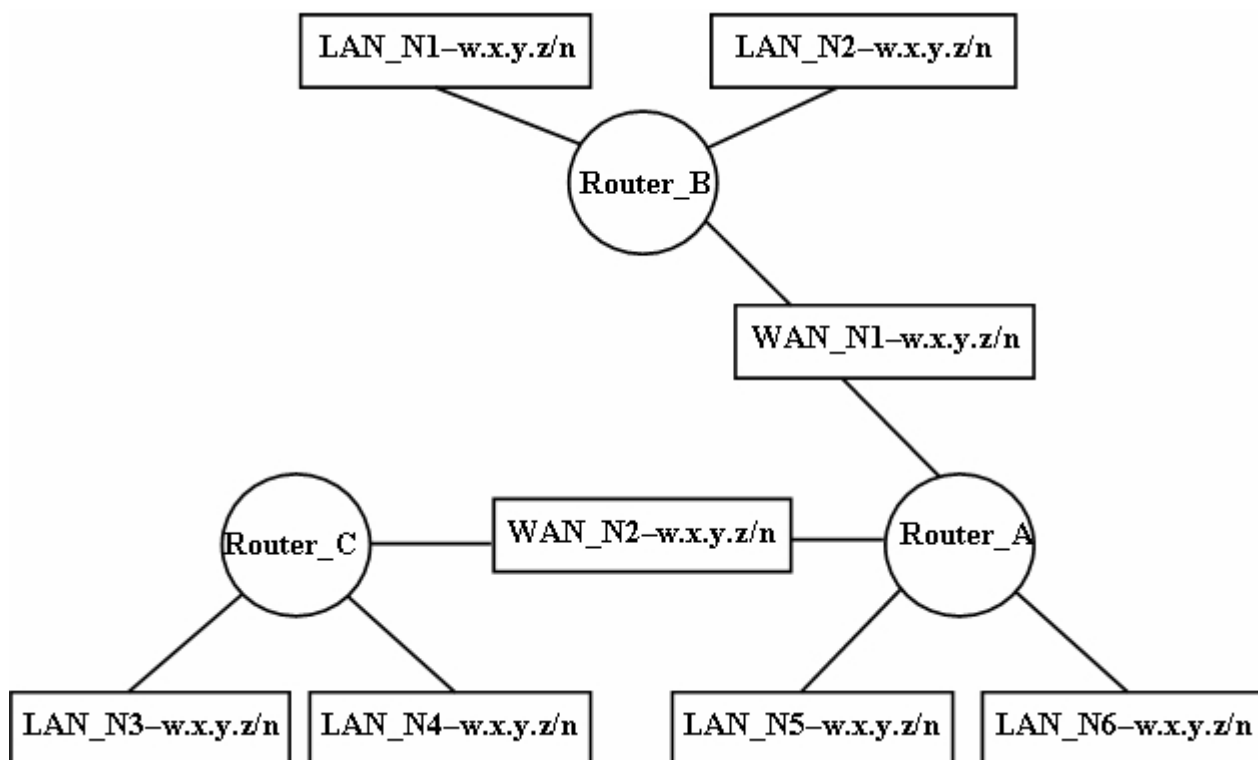 LAN_N1–w.x.y.z/n
LAN_N2–w.x.y.z/n
Router_B
WAN_N1–w.x.y.z/n
Router_C
WAN_N2–w.x.y.z/n
Router_A
LAN_N3–w.x.y.z/n
LAN_N4–w.x.y.z/n
LAN_N5–w.x.y.z/n
LAN_N6–w.x.y.z/n